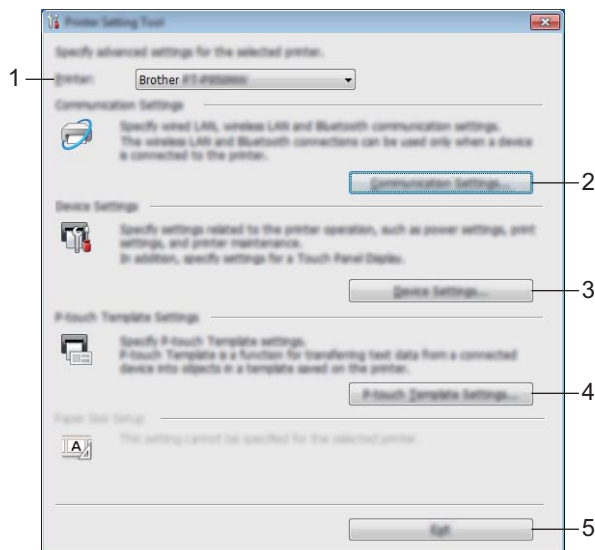 Printer Setting Tool
Specify advanced settings for the selected printer.
1 Printer: Brother
Communication Settings
Specify wired LAN, wireless LAN and Bluetooth communication settings.
The wireless LAN and Bluetooth connections can be used only when a device
is connected to the printer.
Communication Settings... 2
Device Settings
Specify settings related to the printer operation, such as power settings, print
settings, and printer maintenance.
In addition, specify settings for a Touch Panel Display.
Device Settings... 3
P-touch Template Settings
Specify P-touch Template settings.
P-touch Template is a function for transferring text data from a connected
device into objects in a template saved on the printer.
P-touch Template Settings... 4
Paper Size Setup
A This setting cannot be specified for the selected printer.
Exit 5